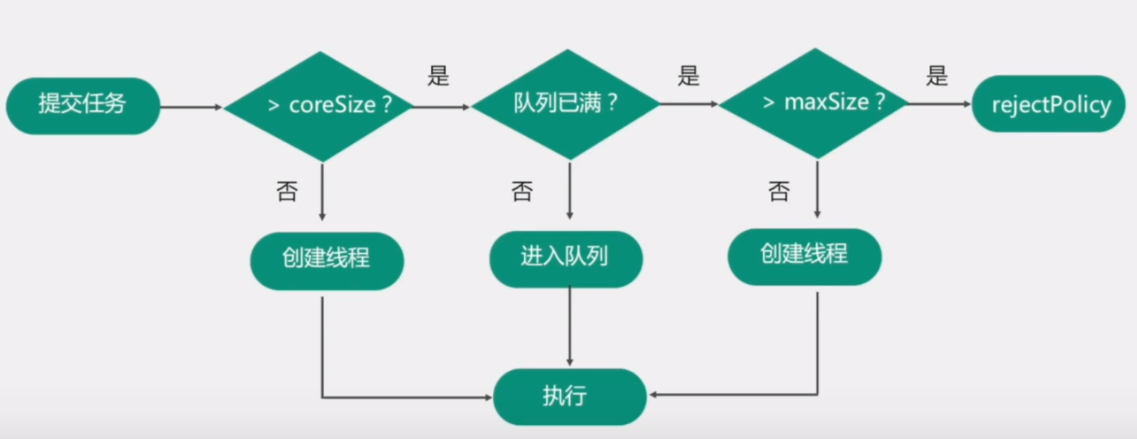 提交任务
> coreSize？
是
队列已满？
是
> maxSize？
是
rejectPolicy
否
创建线程
否
进入队列
否
创建线程
执行